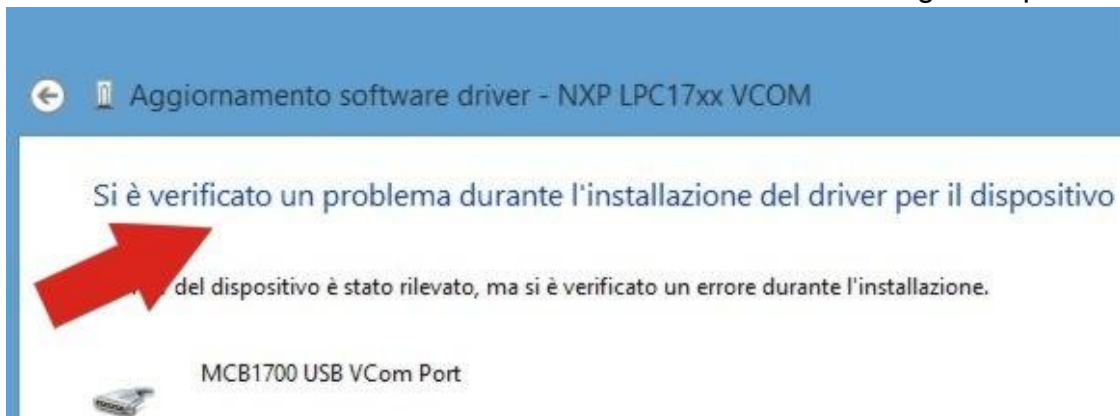 Aggiornamento software driver - NXP LPC17xx VCOM
Si è verificato un problema durante l'installazione del driver per il dispositivo
del dispositivo è stato rilevato, ma si è verificato un errore durante l'installazione.
MCB1700 USB VCom Port